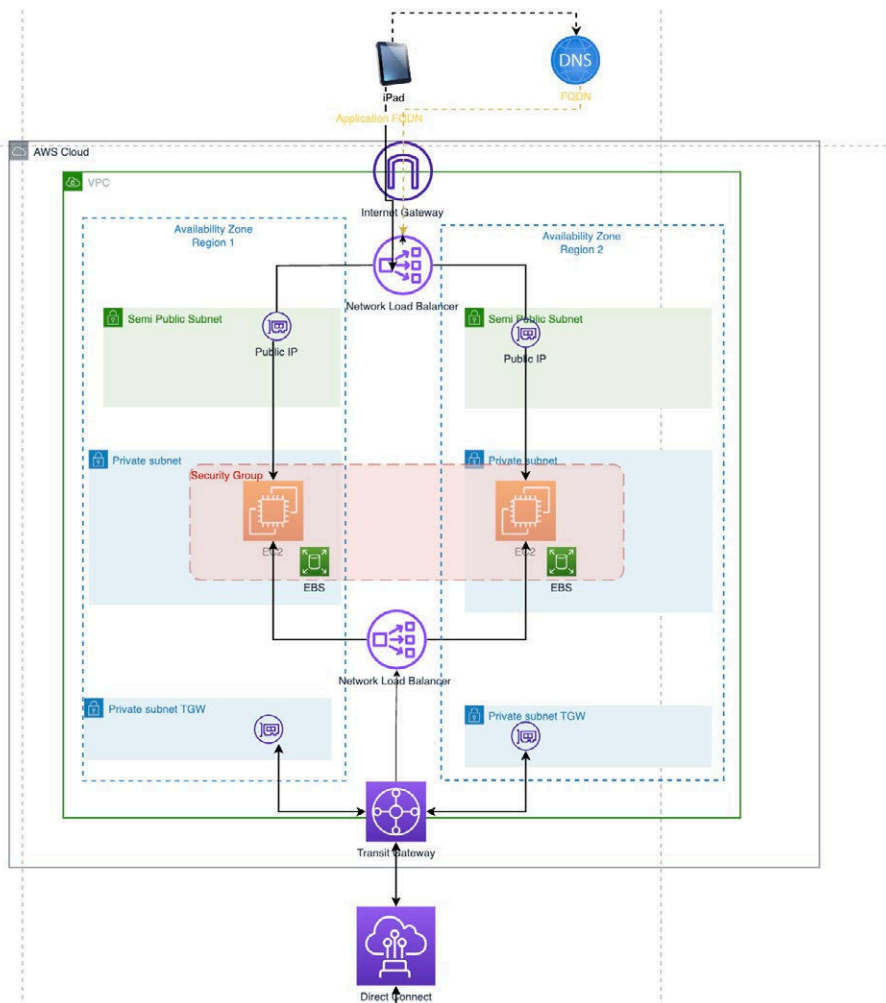 DNS
iPad
FQDN
Application FQDN
AWS Cloud
VPC
Internet Gateway
Availability Zone
Region 1
Availability Zone
Region 2
Network Load Balancer
Semi Public Subnet
Semi Public Subnet
Public IP
Public IP
Private subnet
Private subnet
Security Group
EC2
EC2
EBS
EBS
Network Load Balancer
Private subnet TGW
Private subnet TGW
Transit Gateway
Direct Connect